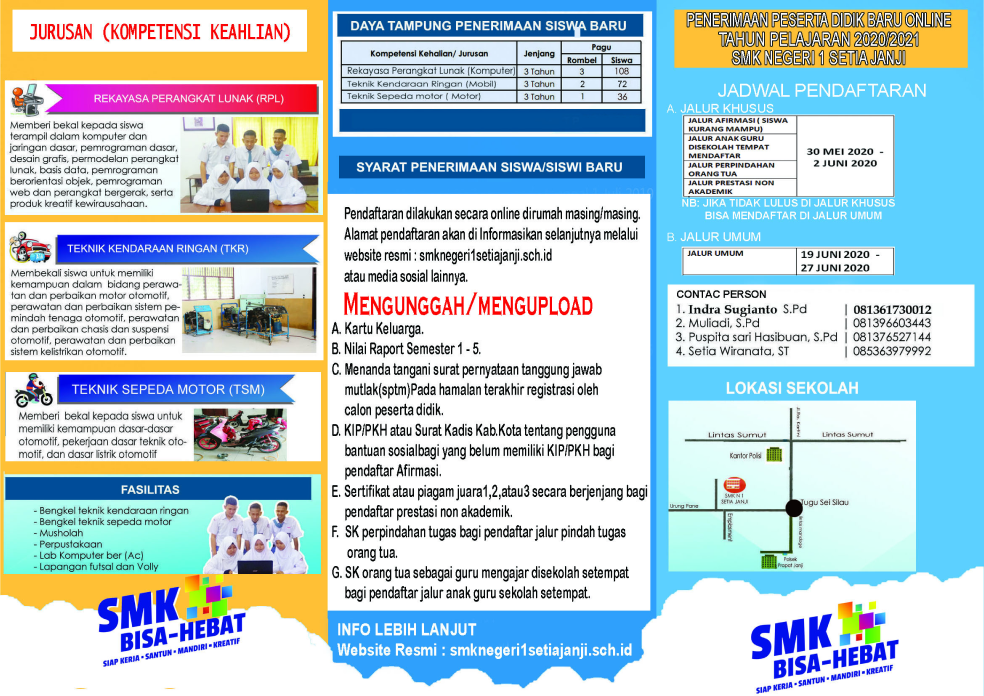 JURUSAN (KOMPETENSI KEAHLIAN)
REKAYASA PERANGKAT LUNAK (RPL)
Memberi bekal kepada siswa
terampil dalam komputer dan
jaringan dasar, pemrograman dasar,
desain grafis, permodelan perangkat
lunak, basis data, pemrograman
berorientasi objek, pemrograman
web dan perangkat bergerak, serta
produk kreatif kewirausahaan.
TEKNIK KENDARAAN RINGAN (TKR)
Membekali siswa untuk memiliki
kemampuan dalam bidang perawa-
tan dan perbaikan motor otomotif,
perawatan dan perbaikan sistem pe-
mindah tenaga otomotif, perawatan
dan perbaikan chasis dan suspensi
otomotif, perawatan dan perbaikan
sistem kelistrikan otomotif.
TEKNIK SEPEDA MOTOR (TSM)
Memberi bekal kepada siswa untuk
memiliki kemampuan dasar-dasar
otomotif, pekerjaan dasar teknik oto-
motif, dan dasar listrik otomotif
FASILITAS
- Bengkel teknik kendaraan ringan
- Bengkel teknik sepeda motor
- Musholah
- Perpustakaan
- Lab Komputer ber (Ac)
- Lapangan futsal dan Volly
SMK
BISA-HEBAT
SIAP KERJA • SANTUN • MANDIRI • KREATIF
DAYA TAMPUNG PENERIMAAN SISWA BARU
Kompetensi Kehalian/ Jurusan Jenjang Pagu
Rombel Siswa
Rekayasa Perangkat Lunak (Komputer) 3 Tahun 3 108
Teknik Kendaraan Ringan (Mobil) 3 Tahun 2 72
Teknik Sepeda motor ( Motor) 3 Tahun 1 36
SYARAT PENERIMAAN SISWA/SISWI BARU
Pendaftaran dilakukan secara online dirumah masing/masing.
Alamat pendaftaran akan di Informasikan selanjutnya melalui
website resmi : smknegeri1setiajanji.sch.id
atau media sosial lainnya.
MENGUNGGAH/MENGUPLOAD
A. Kartu Keluarga.
B. Nilai Raport Semester 1 - 5.
C. Menanda tangani surat pernyataan tanggung jawab
mutlak(sptm)Pada hamalan terakhir registrasi oleh
calon peserta didik.
D. KIP/PKH atau Surat Kadis Kab.Kota tentang pengguna
bantuan sosialbagi yang belum memiliki KIP/PKH bagi
pendaftar Afirmasi.
E. Sertifikat atau piagam juara1,2,atau3 secara berjenjang bagi
pendaftar prestasi non akademik.
F. SK perpindahan tugas bagi pendaftar jalur pindah tugas
orang tua.
G. SK orang tua sebagai guru mengajar disekolah setempat
bagi pendaftar jalur anak guru sekolah setempat.
INFO LEBIH LANJUT
Website Resmi : smknegeri1setiajanji.sch.id
PENERIMAAN PESERTA DIDIK BARU ONLINE
TAHUN PELAJARAN 2020/2021
SMK NEGERI 1 SETIA JANJI
JADWAL PENDAFTARAN
A. JALUR KHUSUS
JALUR AFIRMASI ( SISWA
KURANG MAMPU)
JALUR ANAK GURU
DISEKOLAH TEMPAT
MENDAFTAR
JALUR PERPINDAHAN
ORANG TUA
JALUR PRESTASI NON
AKADEMIK
30 MEI 2020 -
2 JUNI 2020
NB: JIKA TIDAK LULUS DI JALUR KHUSUS
BISA MENDAFTAR DI JALUR UMUM
B. JALUR UMUM
JALUR UMUM 19 JUNI 2020 -
27 JUNI 2020
CONTAC PERSON
1. Indra Sugianto S.Pd | 081361730012
2. Muliadi, S.Pd | 081396603443
3. Puspita sari Hasibuan, S.Pd | 081376527144
4. Setia Wiranata, ST | 085363979992
LOKASI SEKOLAH
Lintas Sumut
Lintas Sumut
Kantor Polisi
SMK N 1
SETIA JANJI
Urung Pane
Tugu Sei Silau
Polsek
Prapat Janji
SMK
BISA-HEBAT
SIAP KERJA • SANTUN • MANDIRI • KREATIF